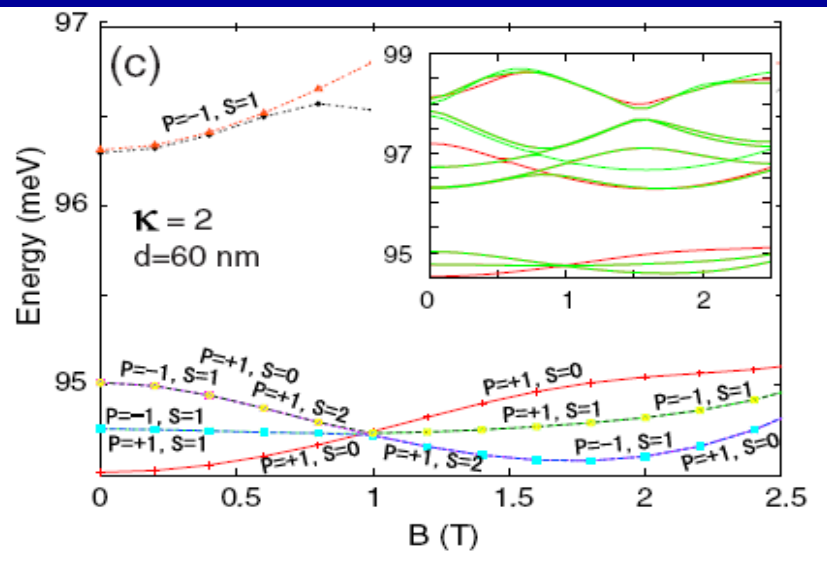 97
96
95
Energy (meV)
(c)
P=−1, S=1
κ = 2
d=60 nm
99
97
95
0
1
2
P=−1, S=1
P=+1, S=0
P=+1, S=2
P=−1, S=1
P=+1, S=1
P=+1, S=0
P=+1, S=0
P=+1, S=1
P=−1, S=1
P=+1, S=2
P=−1, S=1
P=+1, S=0
0
0.5
1
1.5
2
2.5
B (T)